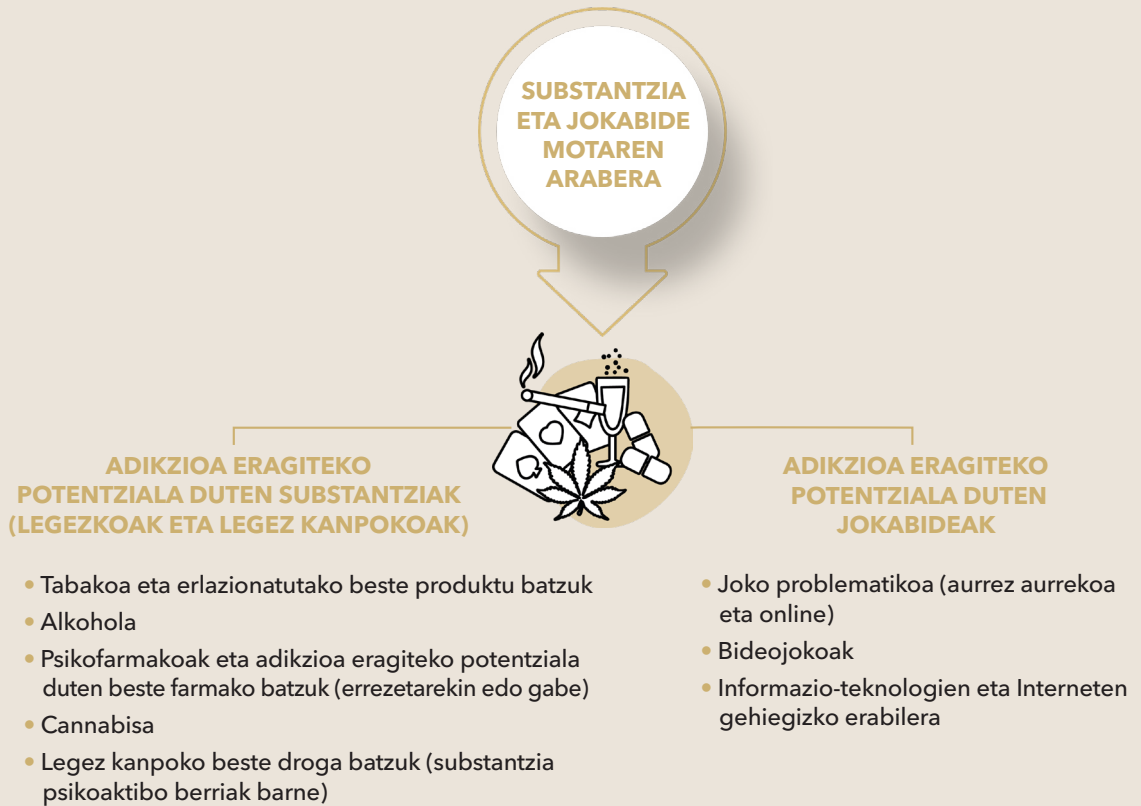 SUBSTANTZIA
ETA JOKABIDE
MOTAREN
ARABERA
ADIKZIOA ERAGITEKO
POTENTZIALA DUTEN SUBSTANTZIAK
(LEGEZKOAK ETA LEGEZ KANPOKOAK)
• Tabakoa eta erlazionatutako beste produktu batzuk
• Alkohola
• Psikofarmakoak eta adikzioa eragiteko potentziala
duten beste farmako batzuk (errezetarekin edo gabe)
• Cannabisa
• Legez kanpoko beste droga batzuk (substantzia
psikoaktibo berriak barne)
ADIKZIOA ERAGITEKO
POTENTZIALA DUTEN
JOKABIDEAK
• Joko problematikoa (aurrez aurrekoa
eta online)
• Bideojokoak
• Informazio-teknologien eta Interneten
gehiegizko erabilera